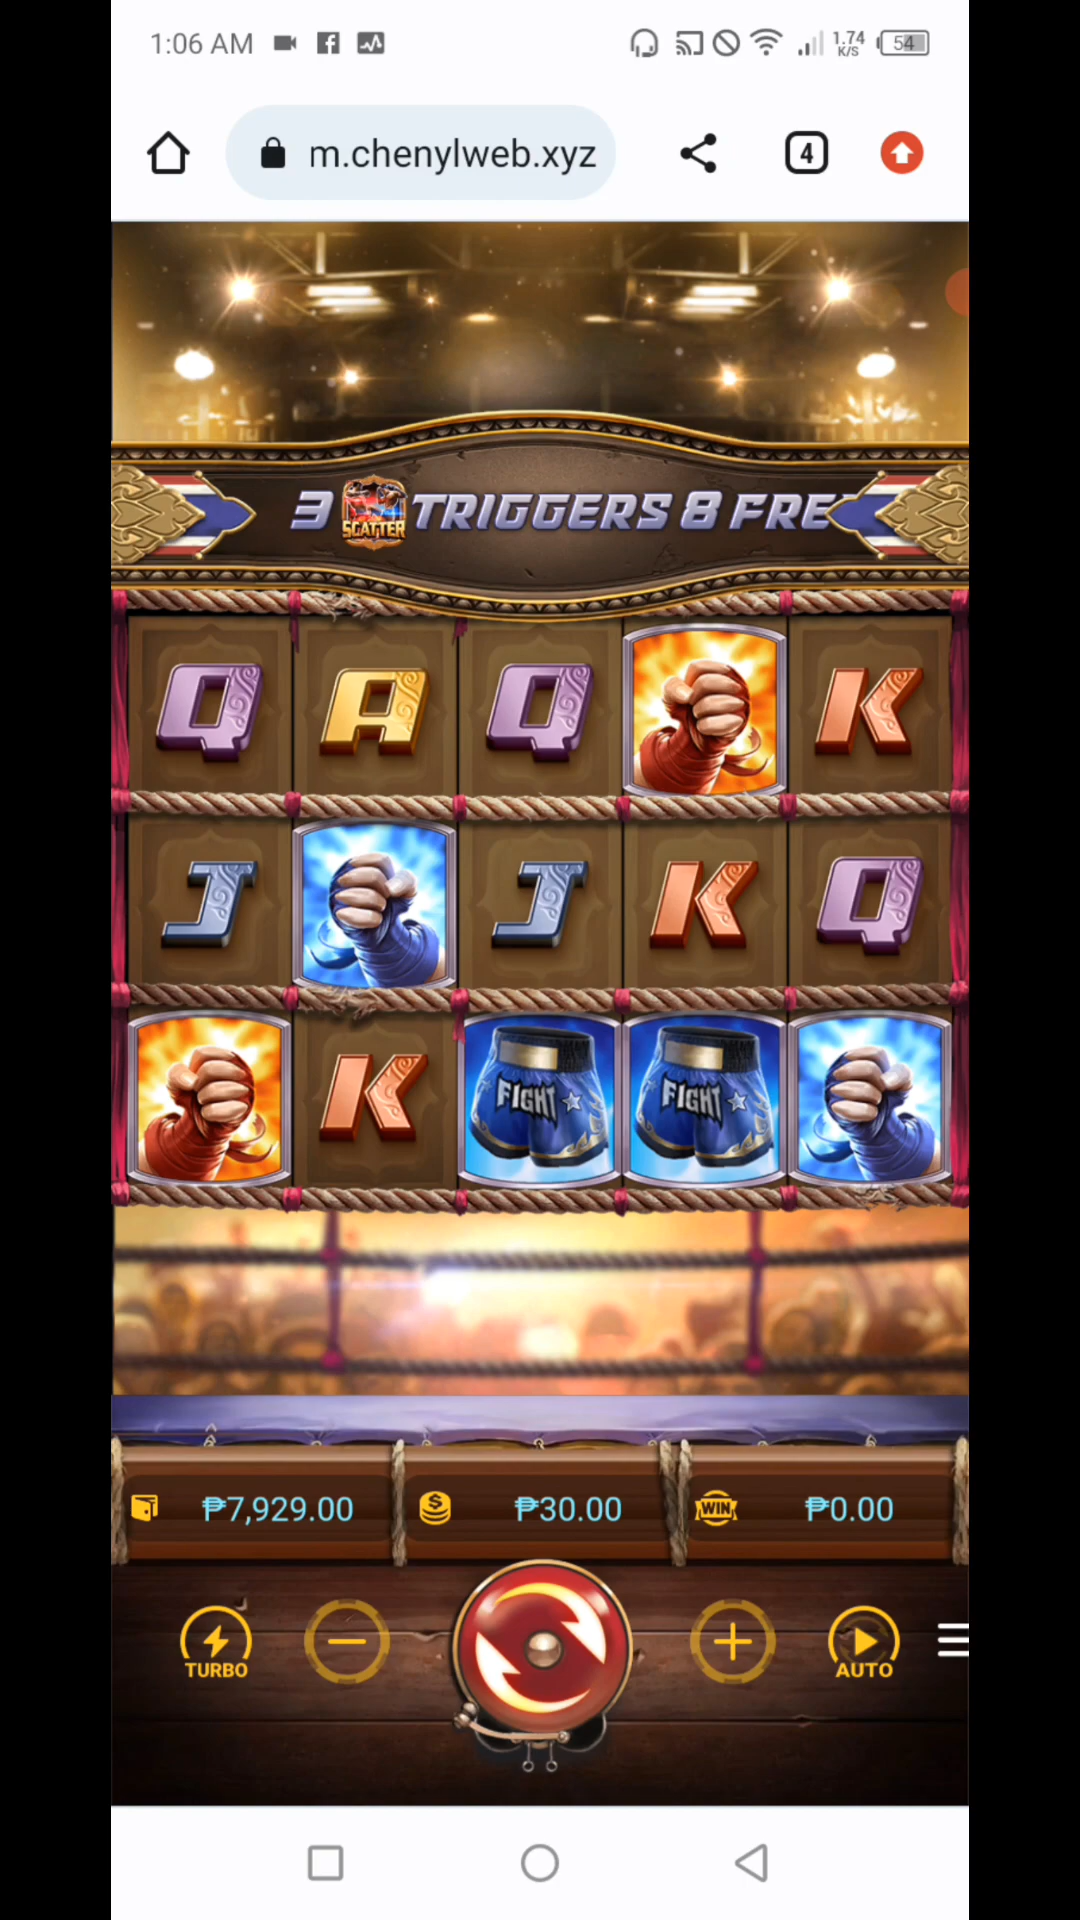 1:06 AM
1.74
K/S
54
m.chenylweb.xyz
4
3 SCATTER TRIGGERS 8 FRE
Q A Q K
J J K Q
K FIGHT FIGHT
₱7,929.00
₱30.00
WIN
₱0.00
TURBO
AUTO